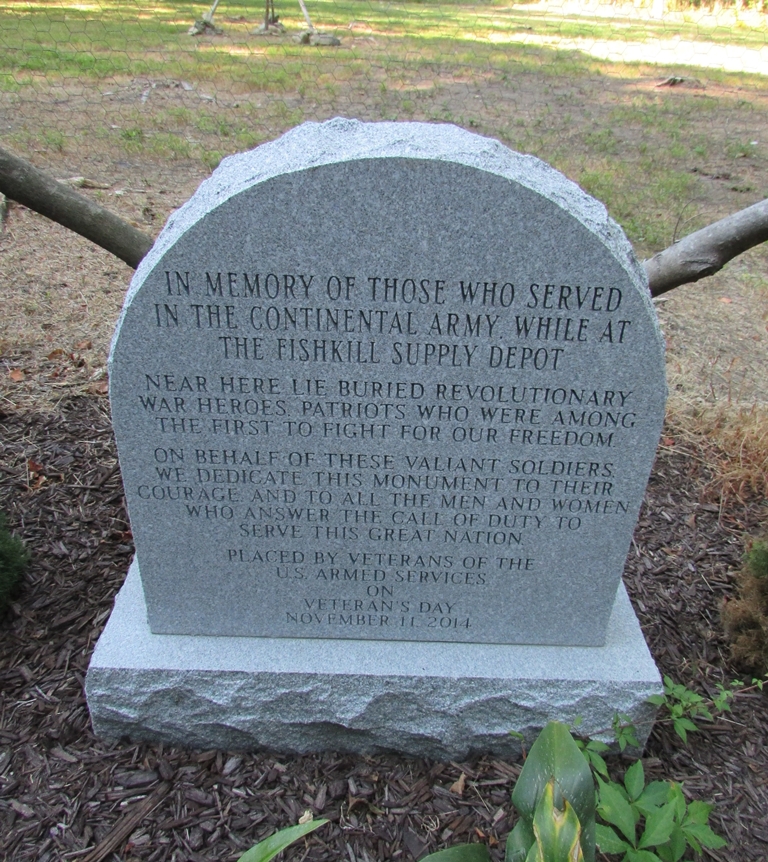 IN MEMORY OF THOSE WHO SERVED
IN THE CONTINENTAL ARMY, WHILE AT
THE FISHKILL SUPPLY DEPOT
NEAR HERE LIE BURIED REVOLUTIONARY
WAR HEROES, PATRIOTS WHO WERE AMONG
THE FIRST TO FIGHT FOR OUR FREEDOM.
ON BEHALF OF THESE VALIANT SOLDIERS,
WE DEDICATE THIS MONUMENT TO THEIR
COURAGE, AND TO ALL THE MEN AND WOMEN
WHO ANSWER THE CALL OF DUTY TO
SERVE THIS GREAT NATION.
PLACED BY VETERANS OF THE
U.S. ARMED SERVICES,
ON
VETERAN'S DAY
NOVEMBER 11, 2014